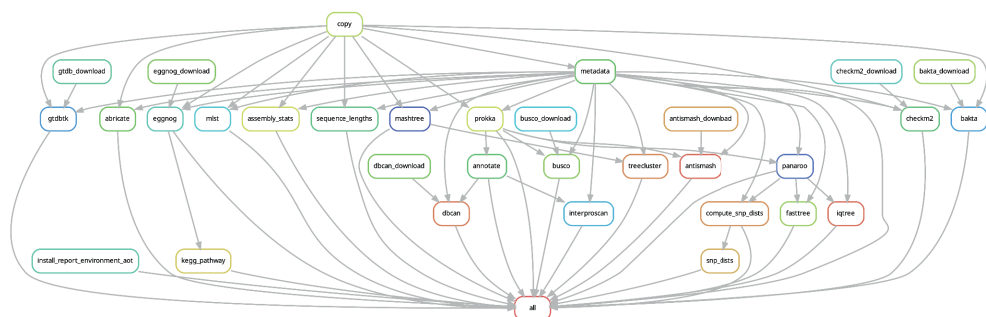 copy
gtdb_download
eggnog_download
metadata
checkm2_download
bakta_download
gtdbtk
abricate
eggnog
mlst
assembly_stats
sequence_lengths
mashtree
prokka
busco_download
antismash_downbad
checkm2
bakta
dbcan_download
annotate
busco
treecluster
antismash
panaroo
dbcan
interproscan
compute_snp_dists
fasttree
iqtree
install_report_environment_aot
kegg_pathway
snp_dists
all